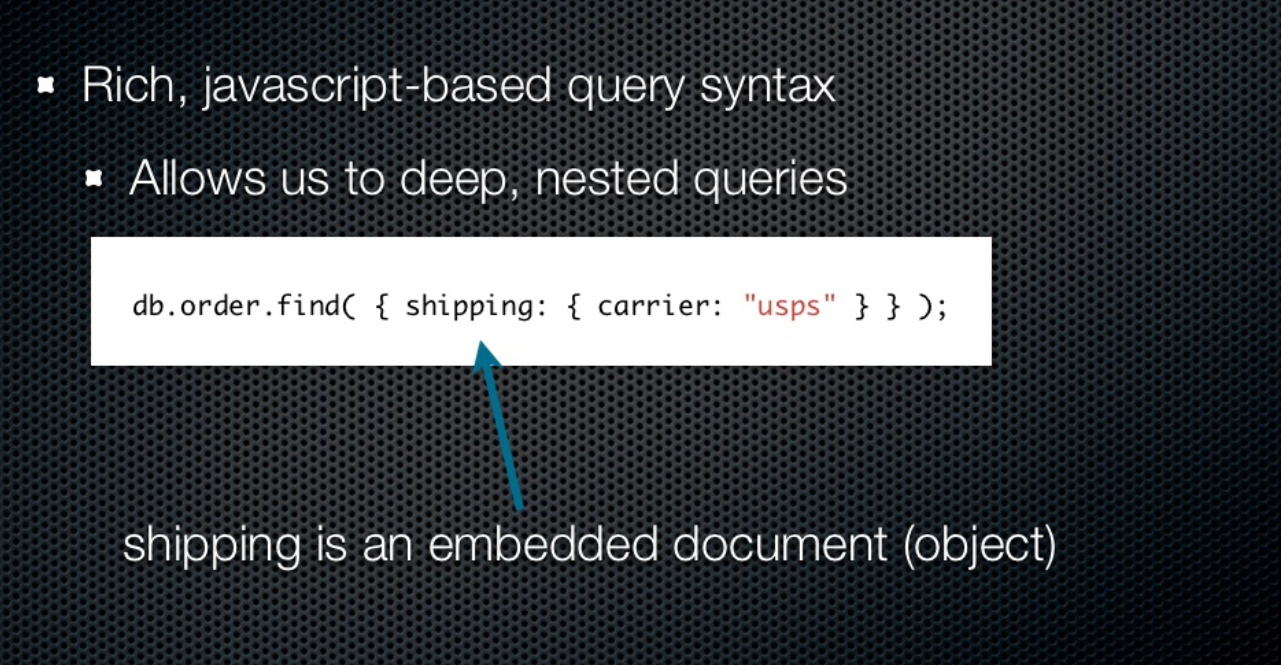 Rich, javascript-based query syntax
Allows us to deep, nested queries
db.order.find( { shipping: { carrier: "usps" } } );
shipping is an embedded document (object)